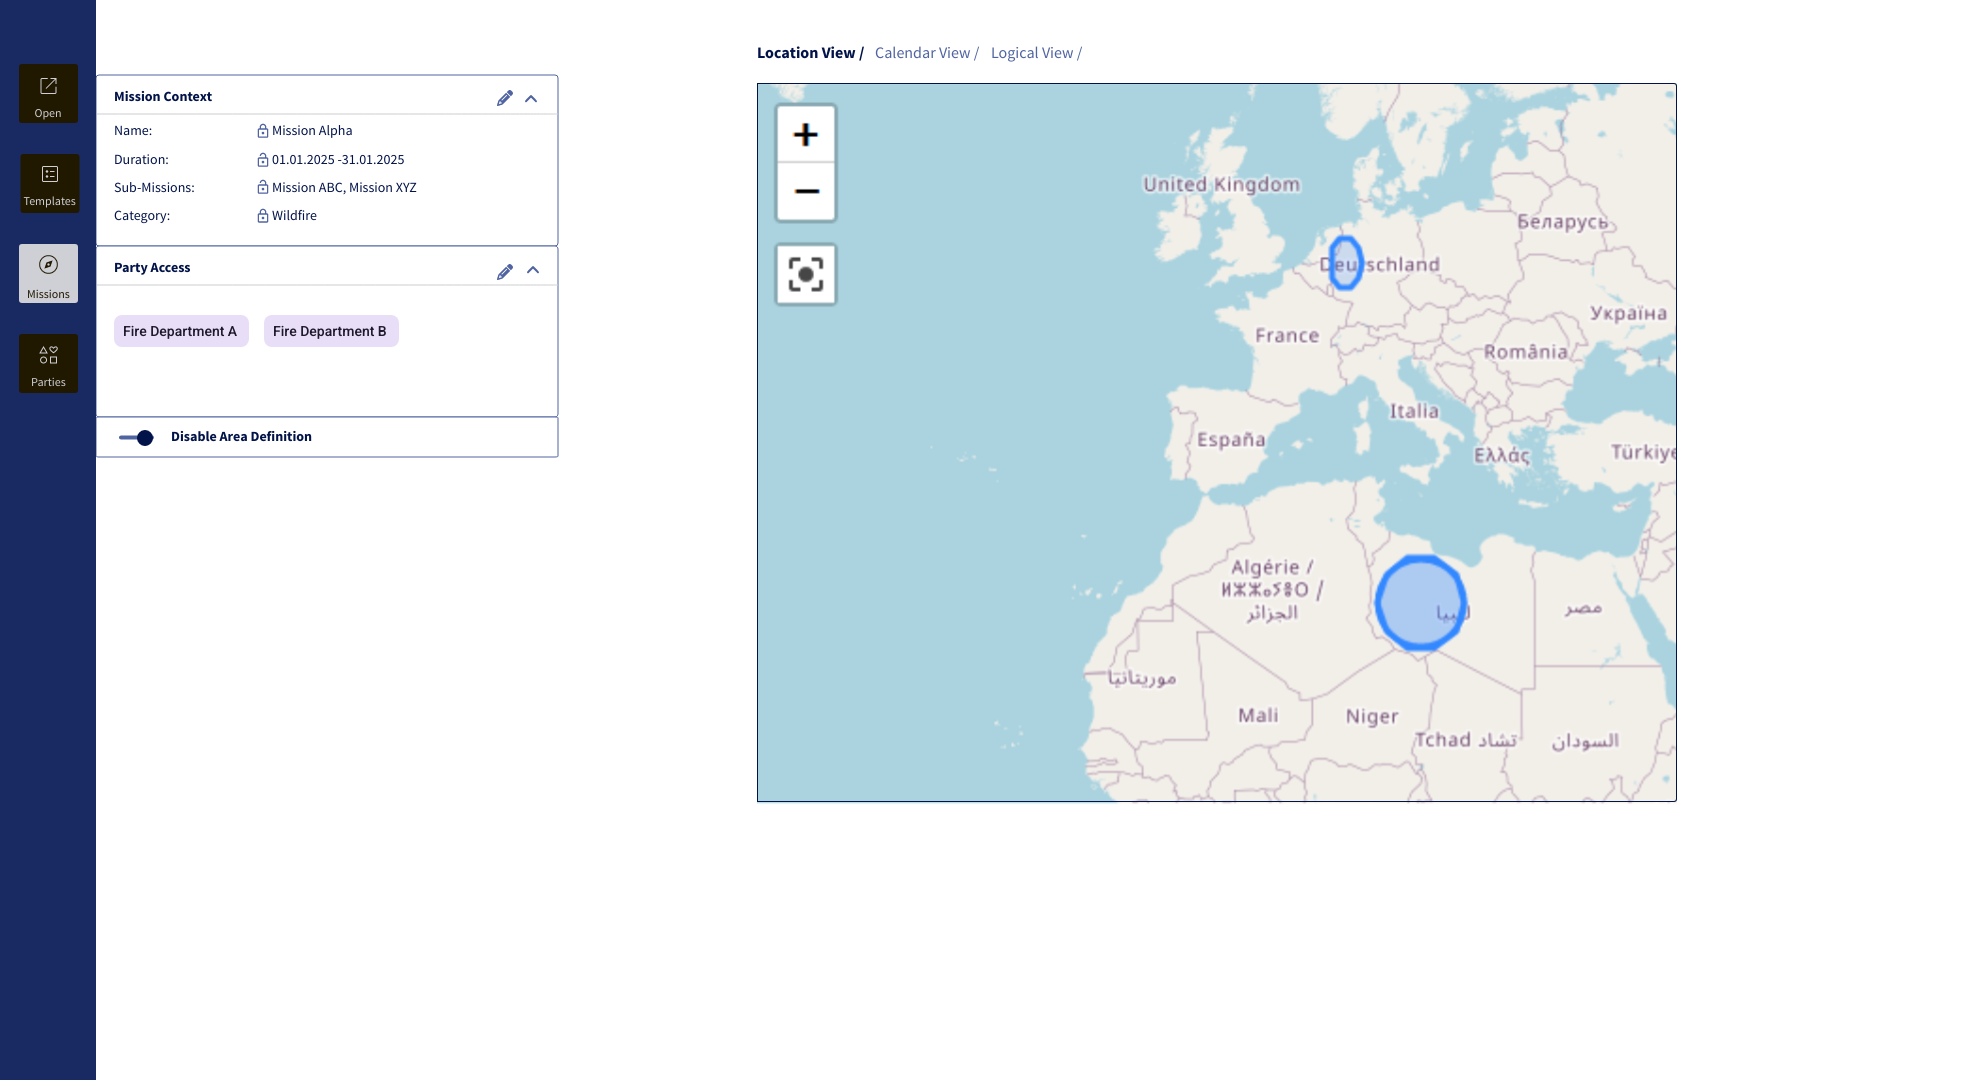 Open
Templates
Missions
Parties
Mission Context
Name: Mission Alpha
Duration: 01.01.2025 -31.01.2025
Sub-Missions: Mission ABC, Mission XYZ
Category: Wildfire
Party Access
Fire Department A Fire Department B
Disable Area Definition
Location View / Calendar View / Logical View /
+
−
United Kingdom
Беларусь
Deutschland
Україна
France
România
Italia
España
Ελλάς
Türkiye
Algérie /
ⵍⵣⵣⴰⵢⴻⵔ /
الجزائر
ليبيا
مصر
موريتانيا
Mali
Niger
Tchad تشاد
السودان